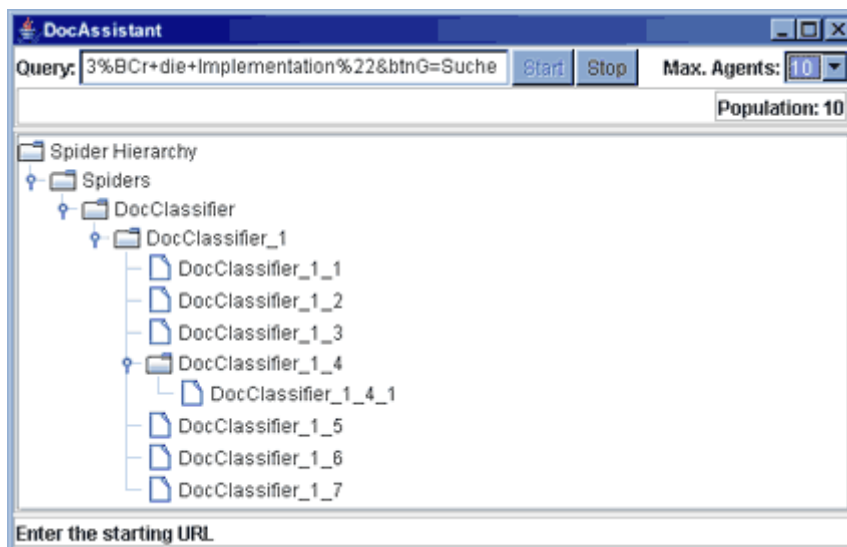 DocAssistant
Query: 3%BCr+die+Implementation%22&btnG=Suche Start Stop Max. Agents: 10
Population: 10
Spider Hierarchy
Spiders
DocClassifier
DocClassifier_1
DocClassifier_1_1
DocClassifier_1_2
DocClassifier_1_3
DocClassifier_1_4
DocClassifier_1_4_1
DocClassifier_1_5
DocClassifier_1_6
DocClassifier_1_7
Enter the starting URL